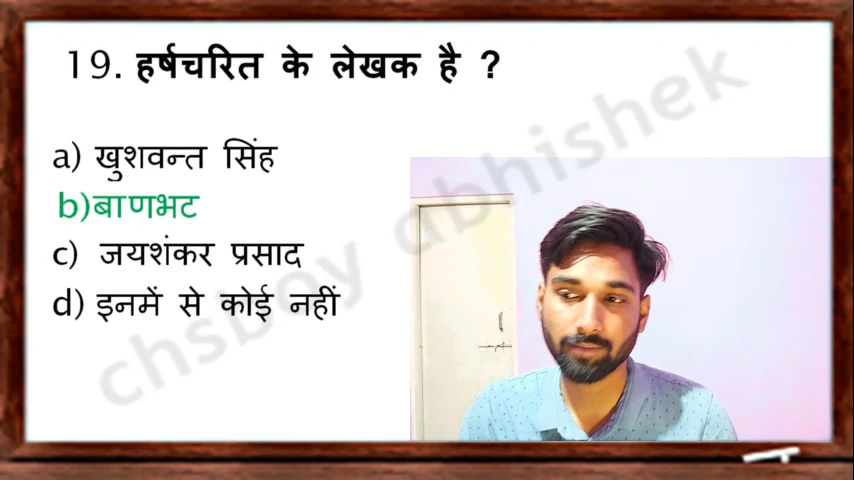 19. हर्षचरित के लेखक है ?
a) खुशवन्त सिंह
b)बाणभट
c) जयशंकर प्रसाद
d) इनमें से कोई नहीं
chsboy abhishek